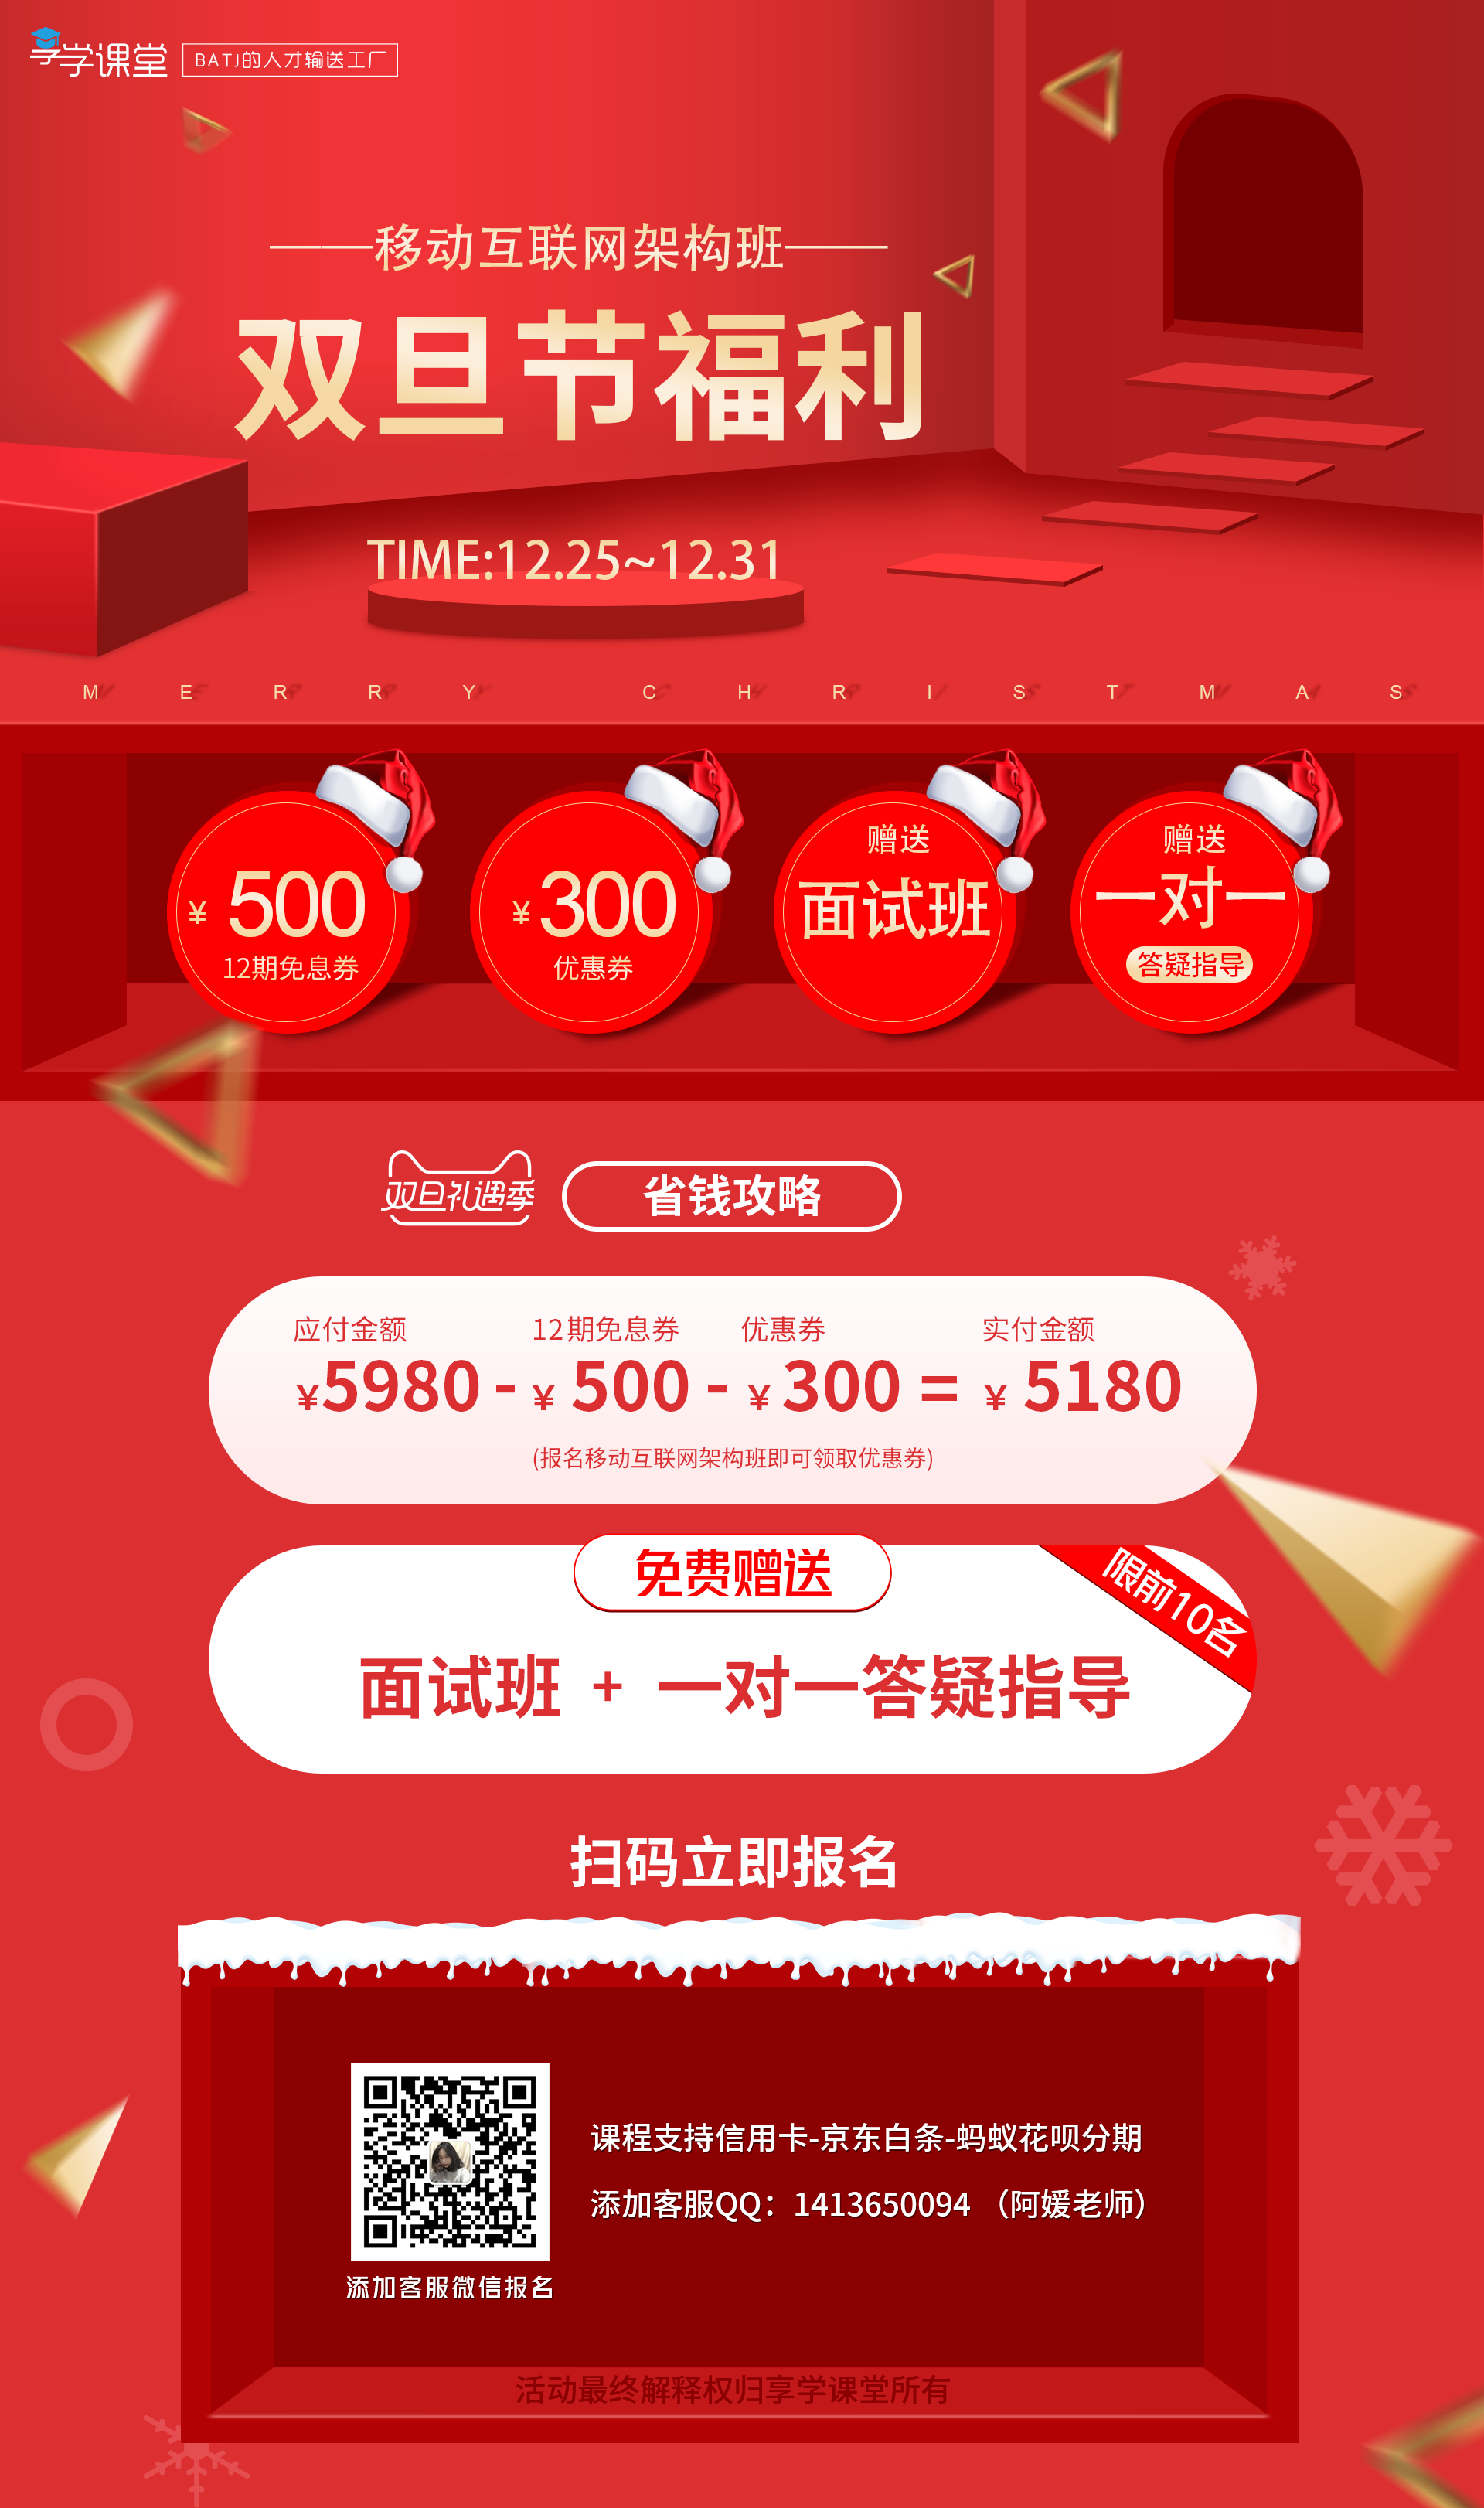 享学课堂
BATJ的人才输送工厂
——移动互联网架构班——
双旦节福利
TIME:12.25~12.31
MERRY CHRISTMAS
¥ 500
12期免息券
¥ 300
优惠券
赠送
面试班
赠送
一对一
答疑指导
双旦礼遇季
省钱攻略
应付金额 12期免息券 优惠券 实付金额
¥5980 - ¥ 500 - ¥ 300 = ¥ 5180
(报名移动互联网架构班即可领取优惠券)
免费赠送
限前10名
面试班 + 一对一答疑指导
扫码立即报名
课程支持信用卡-京东白条-蚂蚁花呗分期
添加客服QQ：1413650094 （阿媛老师）
添加客服微信报名
活动最终解释权归享学课堂所有